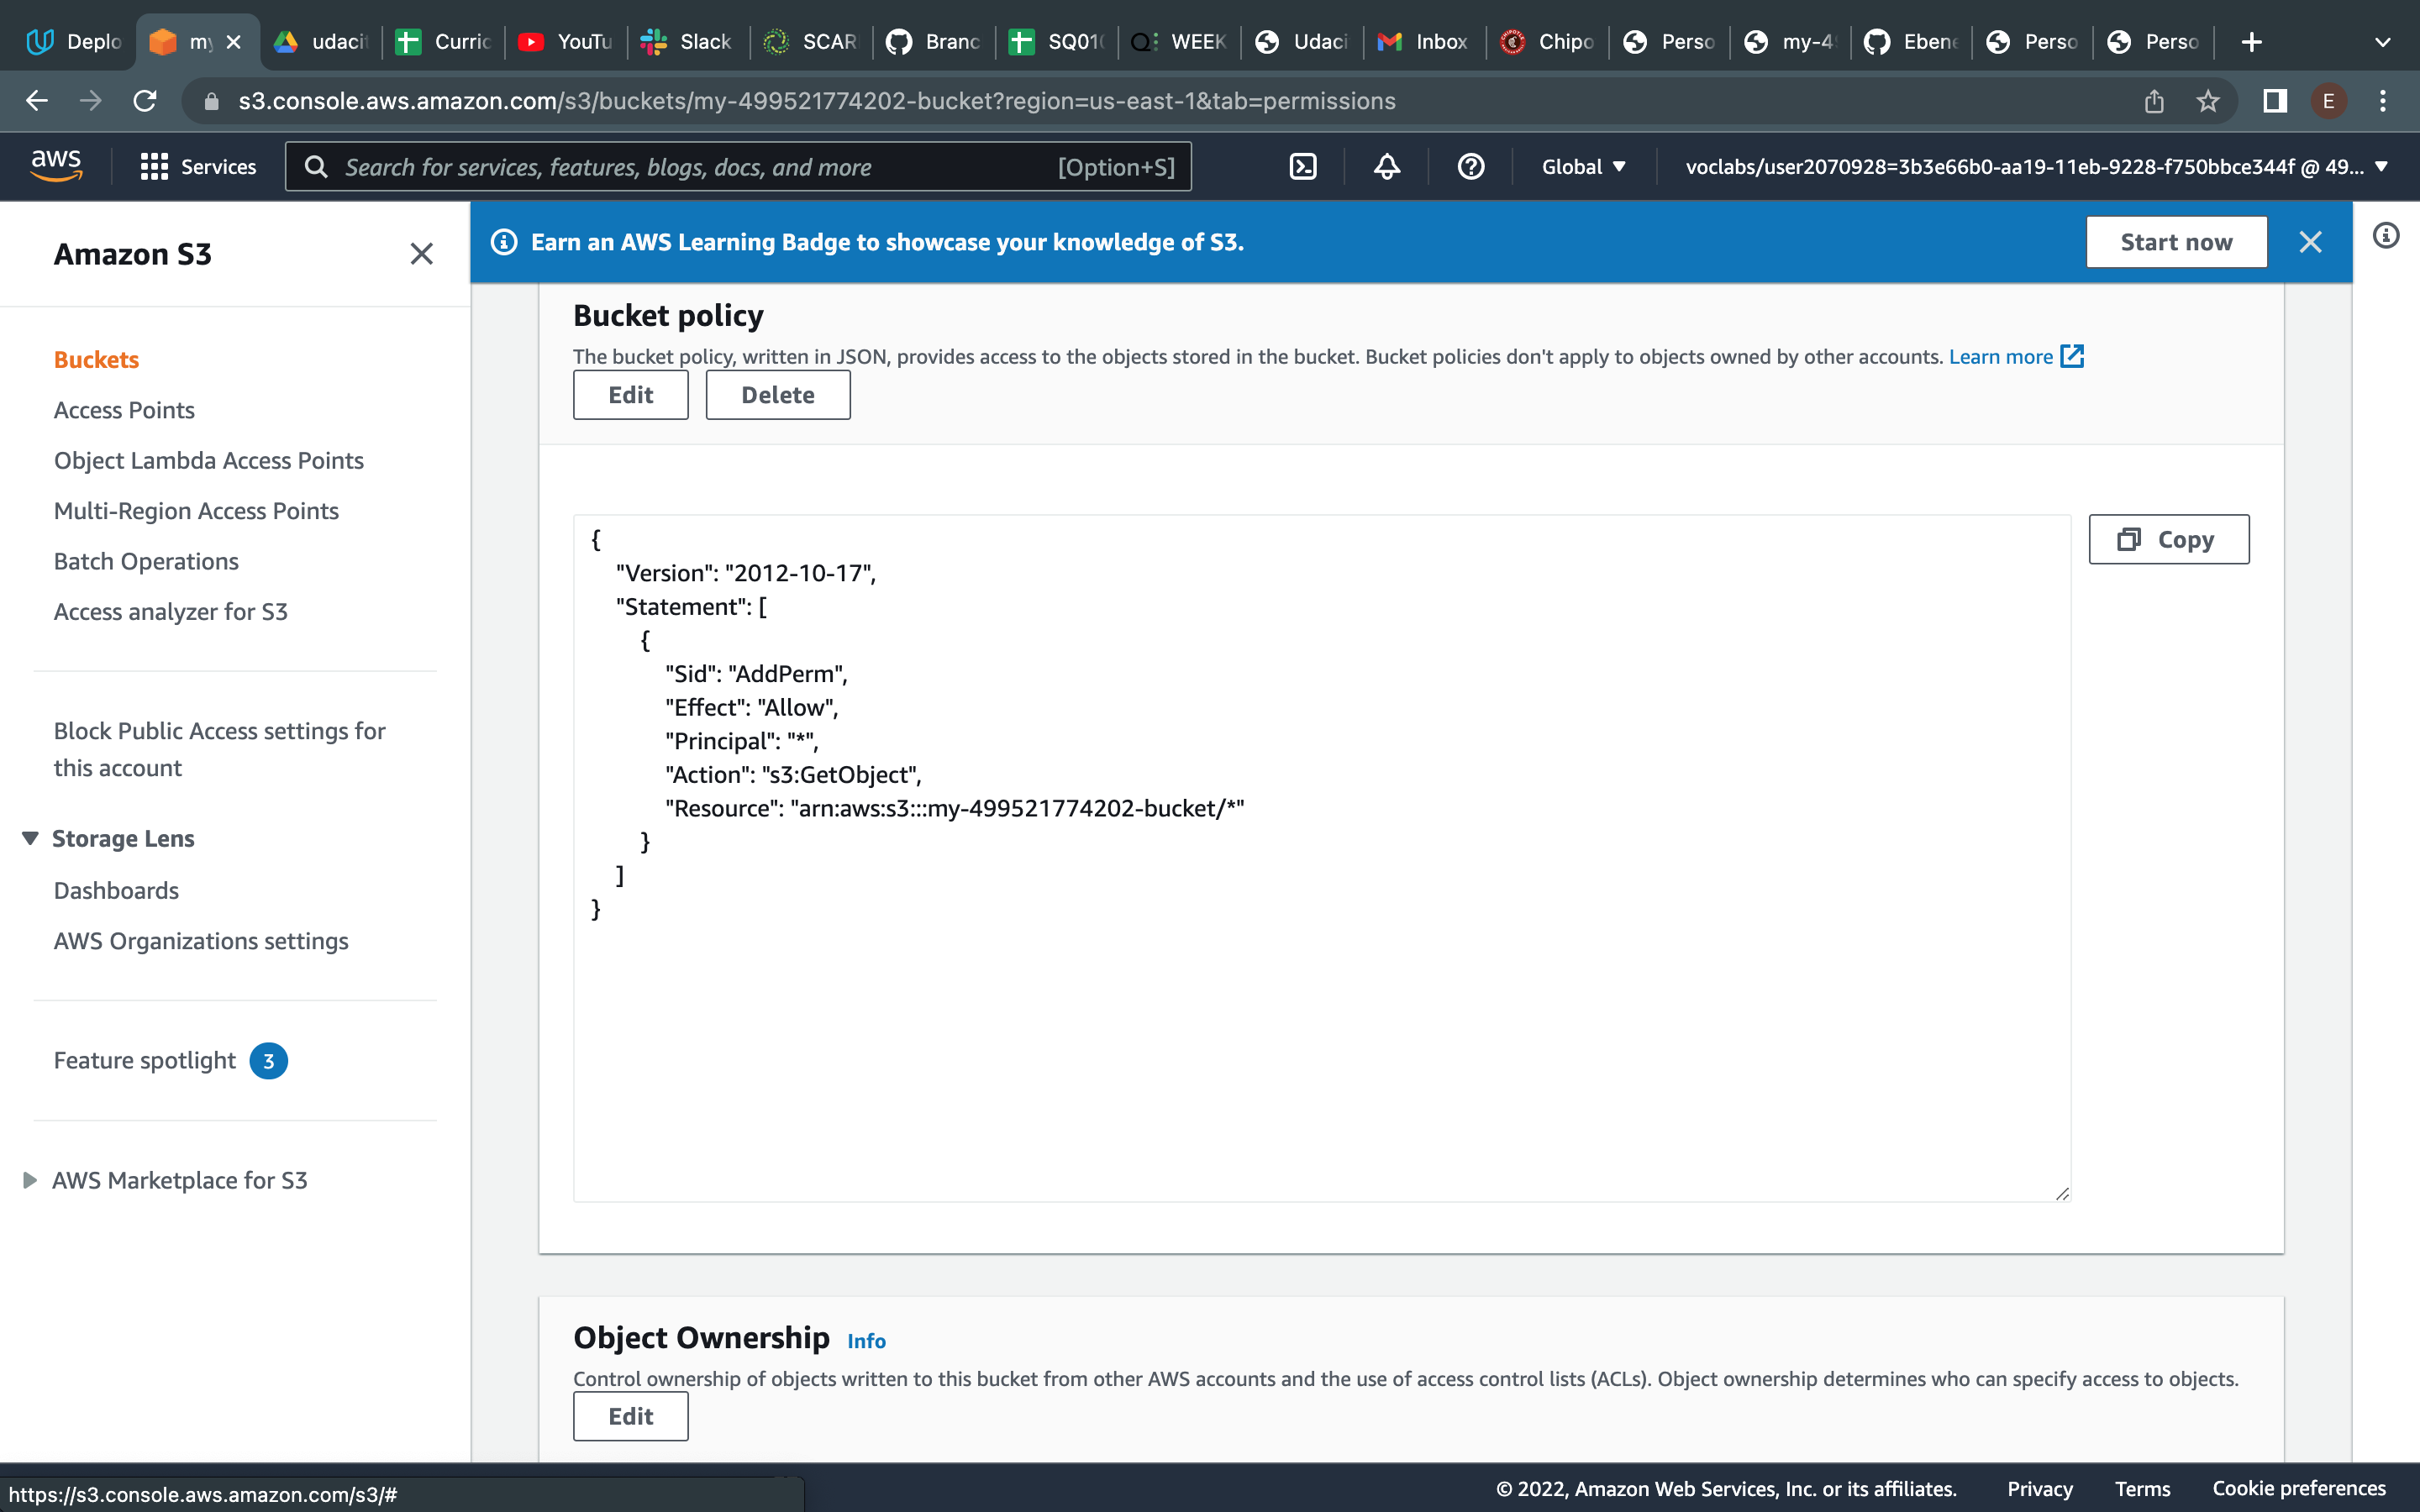 Deplo my udaci Curric YouTu Slack SCAR Branc SQ01 WEEK Udaci Inbox Chipo Perso my-4 Ebene Perso Perso
s3.console.aws.amazon.com/s3/buckets/my-499521774202-bucket?region=us-east-1&tab=permissions E
aws Services Search for services, features, blogs, docs, and more [Option+S] Global voclabs/user2070928=3b3e66b0-aa19-11eb-9228-f750bbce344f @ 49...
Amazon S3
Buckets
Access Points
Object Lambda Access Points
Multi-Region Access Points
Batch Operations
Access analyzer for S3
Block Public Access settings for
this account
Storage Lens
Dashboards
AWS Organizations settings
Feature spotlight 3
AWS Marketplace for S3
Earn an AWS Learning Badge to showcase your knowledge of S3. Start now
Bucket policy
The bucket policy, written in JSON, provides access to the objects stored in the bucket. Bucket policies don't apply to objects owned by other accounts. Learn more
Edit Delete
Copy
{
"Version": "2012-10-17",
"Statement": [
{
"Sid": "AddPerm",
"Effect": "Allow",
"Principal": "*",
"Action": "s3:GetObject",
"Resource": "arn:aws:s3:::my-499521774202-bucket/*"
}
]
}
Object Ownership Info
Control ownership of objects written to this bucket from other AWS accounts and the use of access control lists (ACLs). Object ownership determines who can specify access to objects.
Edit
https://s3.console.aws.amazon.com/s3/# © 2022, Amazon Web Services, Inc. or its affiliates. Privacy Terms Cookie preferences